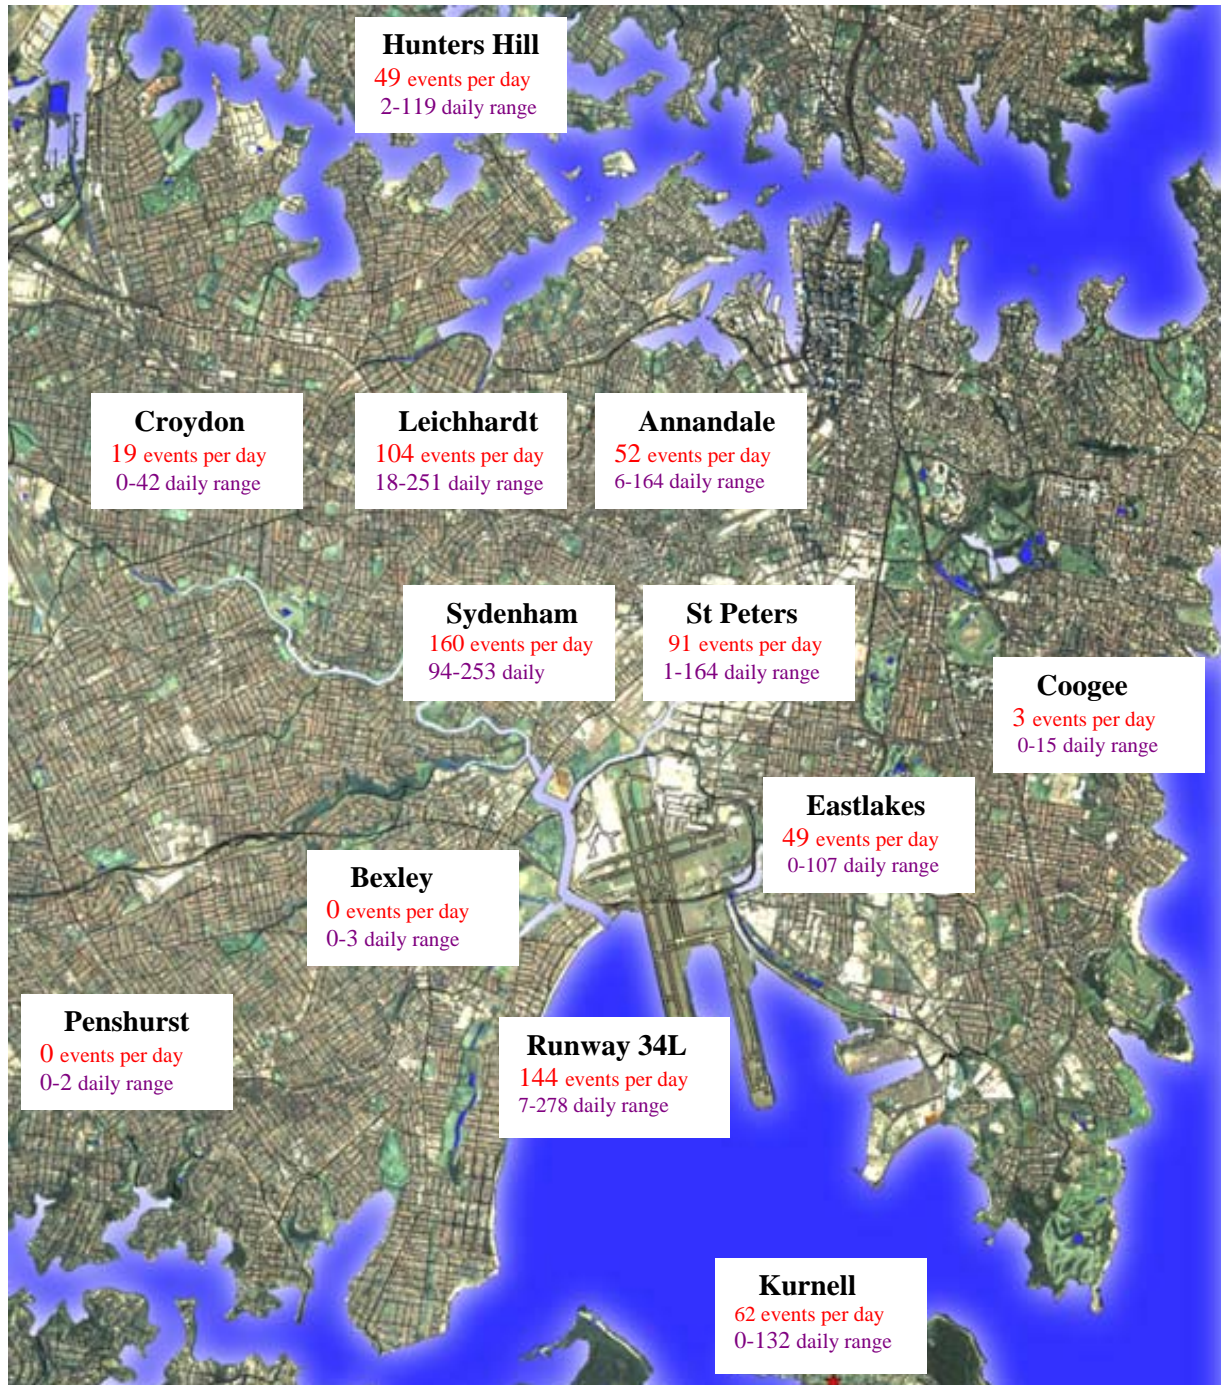 Hunters Hill
49 events per day
2-119 daily range
Croydon
19 events per day
0-42 daily range
Leichhardt
104 events per day
18-251 daily range
Annandale
52 events per day
6-164 daily range
Sydenham
160 events per day
94-253 daily
St Peters
91 events per day
1-164 daily range
Coogee
3 events per day
0-15 daily range
Eastlakes
49 events per day
0-107 daily range
Bexley
0 events per day
0-3 daily range
Penshurst
0 events per day
0-2 daily range
Runway 34L
144 events per day
7-278 daily range
Kurnell
62 events per day
0-132 daily range